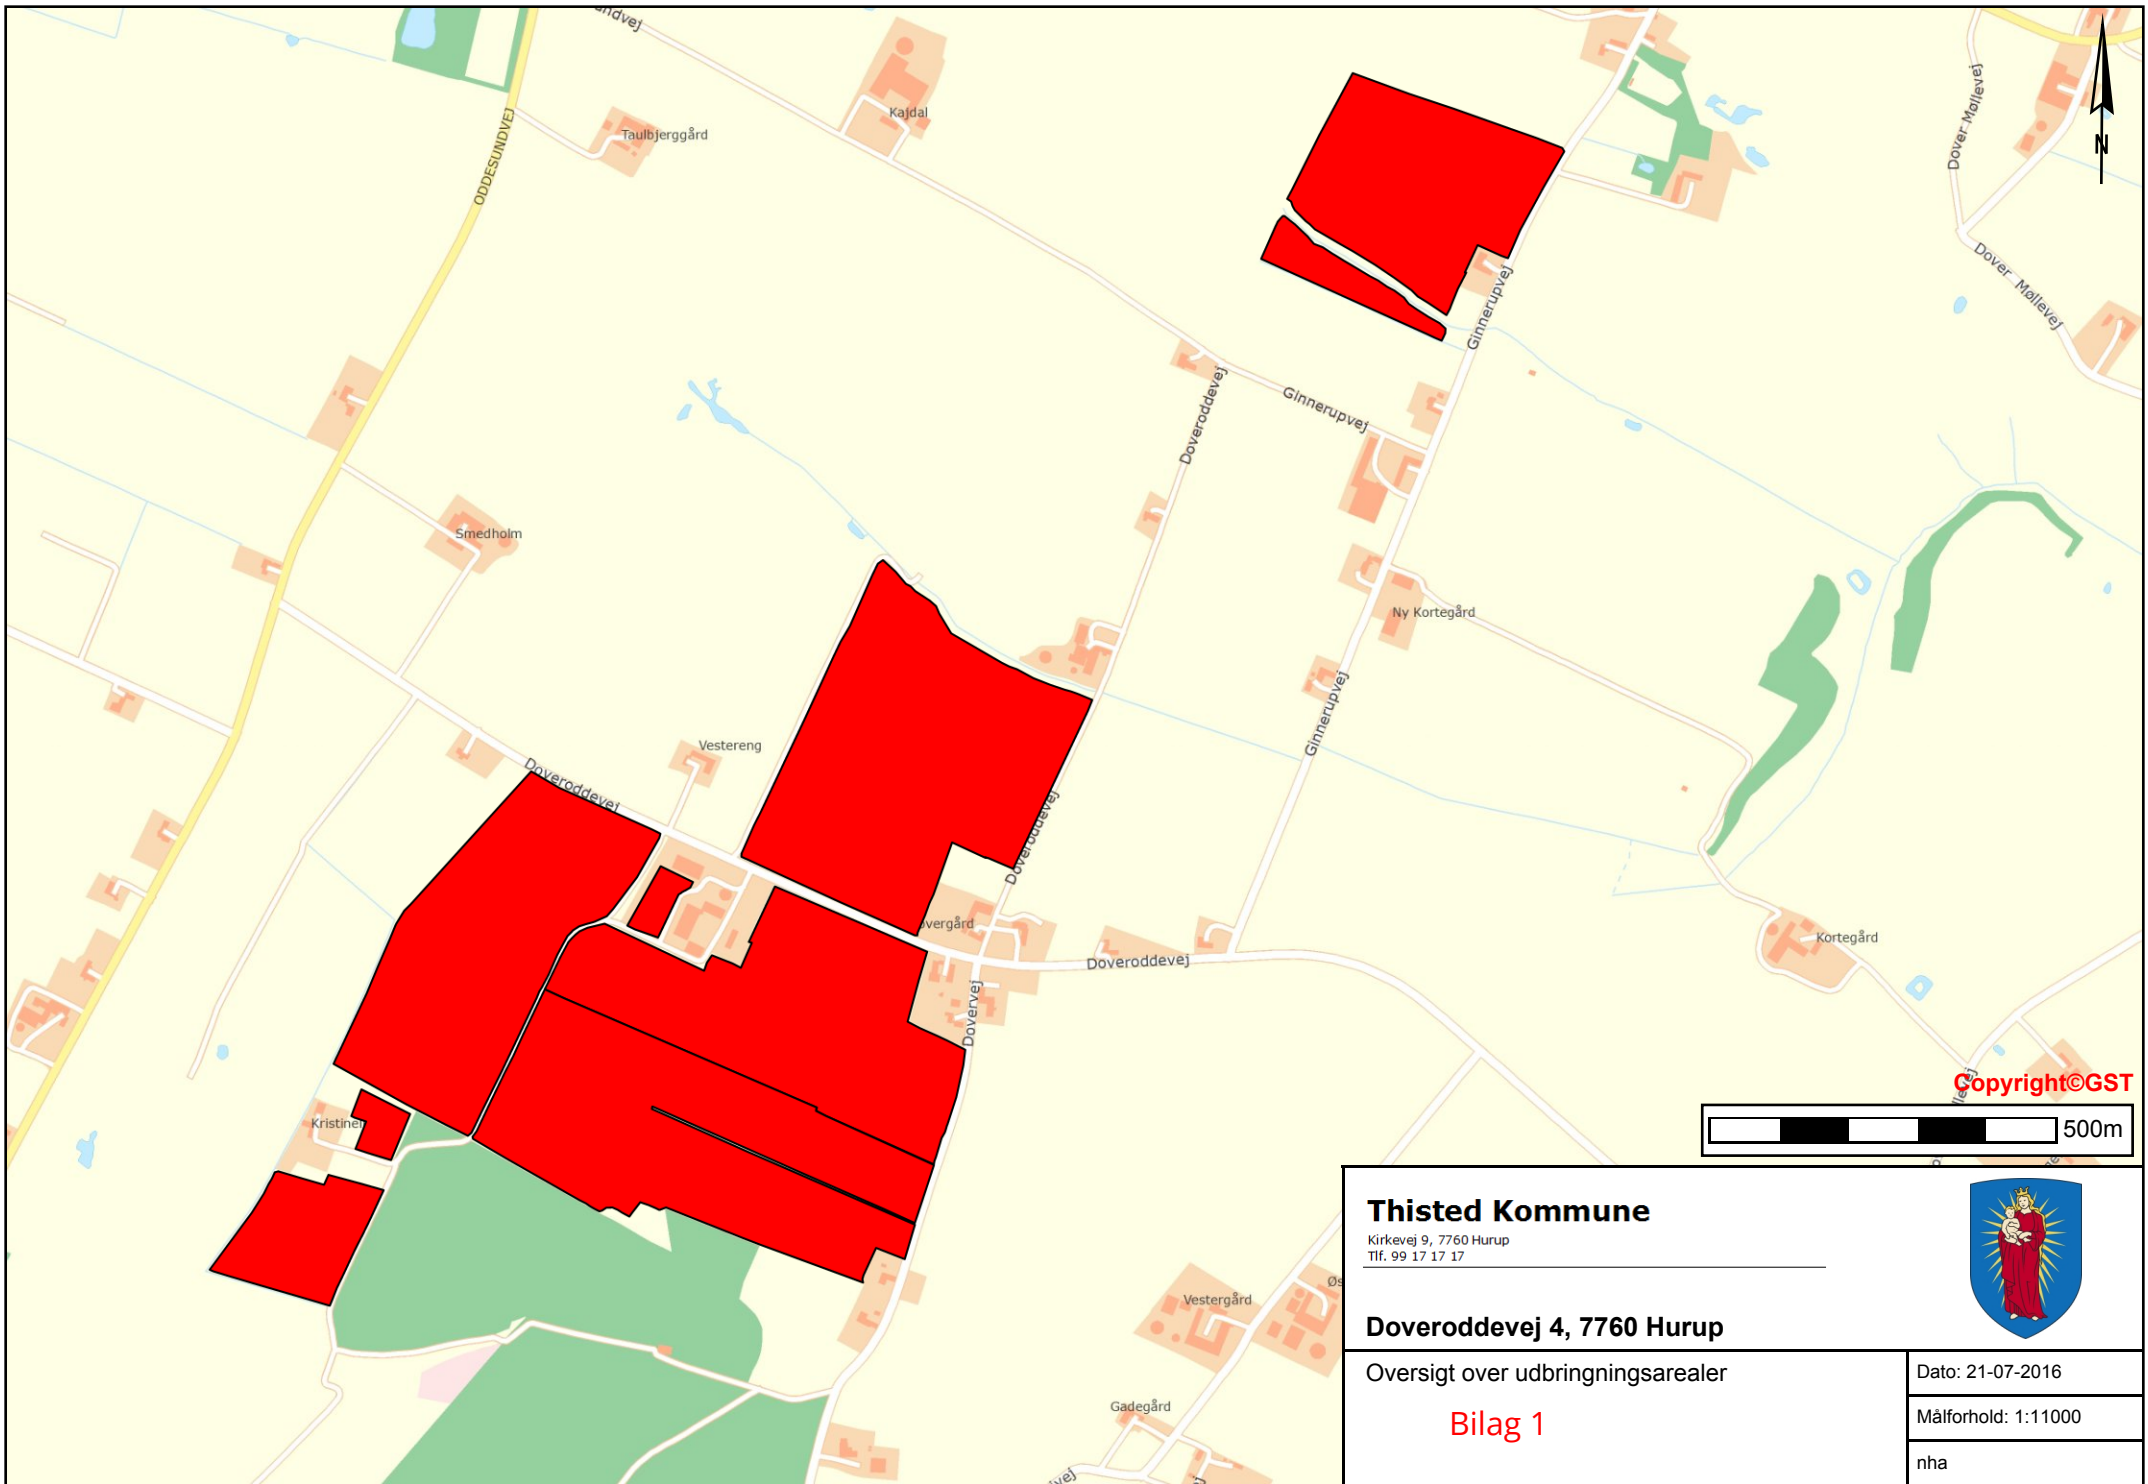 Kajdal
Taulbjerggård
ODDESUNDVEJ
Dover Møllevej
N
Dover Møllevej
Ginnerupvej
Doveroddevej
Ginnerupvej
Smedholm
Ny Kortegård
Ginnerupvej
Vestereng
Doveroddevej
Doveroddevej
Kortegård
Doveroddevej
Dovervej
Copyright©GST
500m
Vestergård
Gadegård
Thisted Kommune
Kirkevej 9, 7760 Hurup
Tlf. 99 17 17 17
Doveroddevej 4, 7760 Hurup
Oversigt over udbringningsarealer
Bilag 1
Dato: 21-07-2016
Målforhold: 1:11000
nha